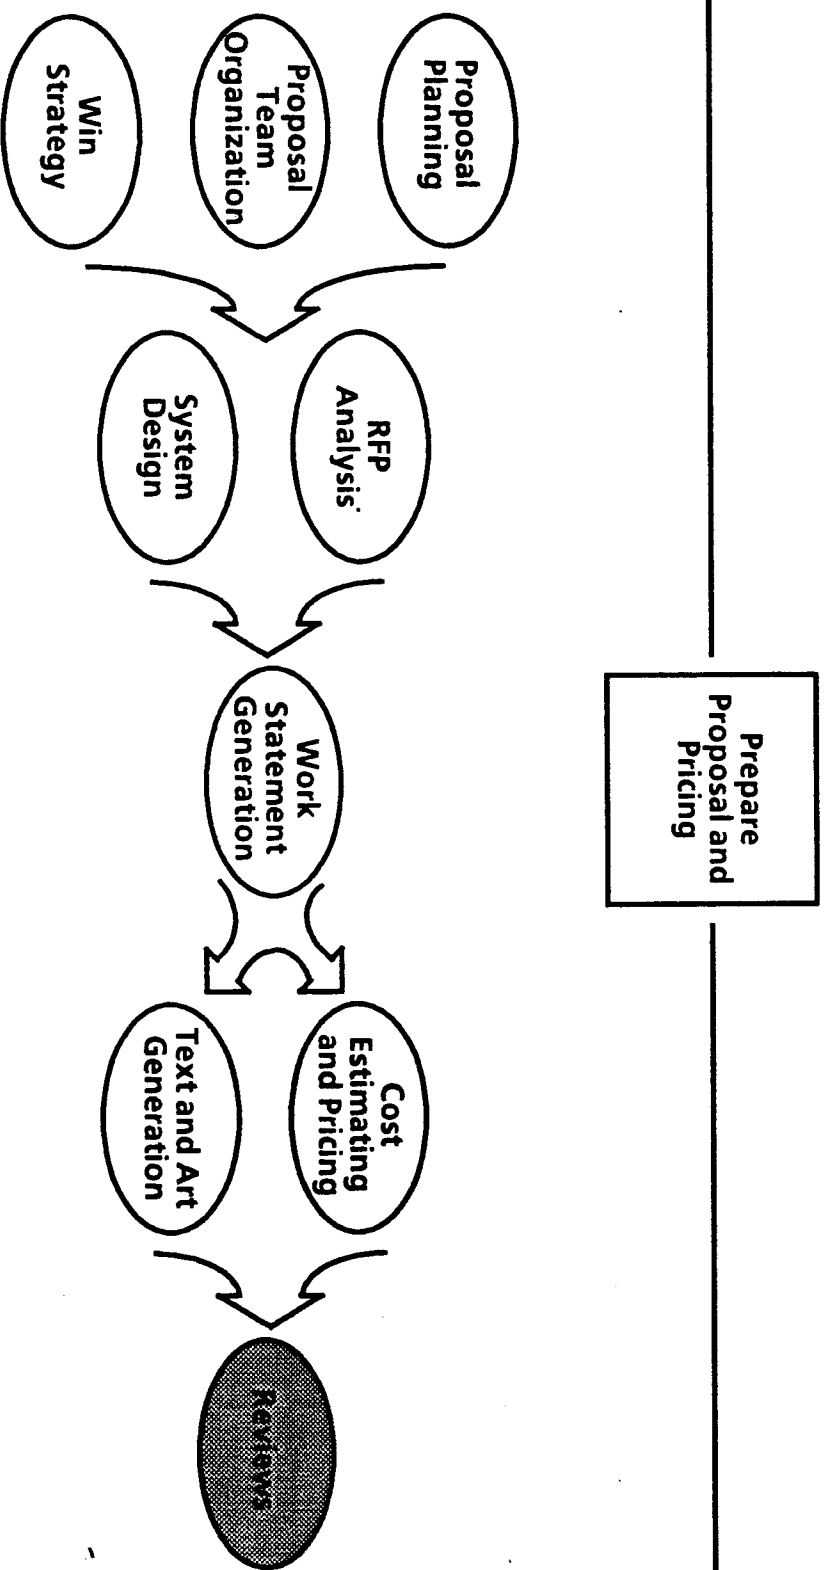 Prepare
Proposal and
Pricing
Proposal
Planning
Proposal
Team
Organization
Win
Strategy
RFP
Analysis
System
Design
Work
Statement
Generation
Cost
Estimating
and Pricing
Text and Art
Generation
Reviews